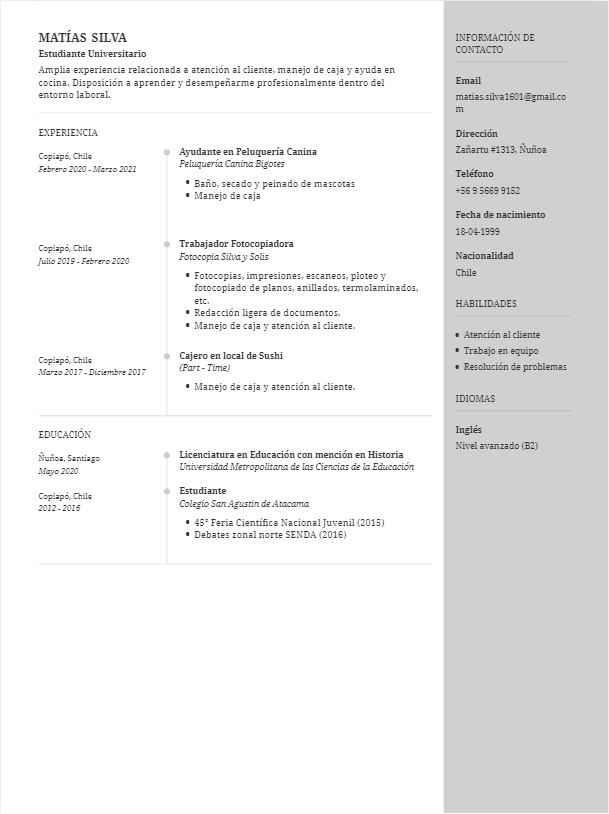 MATÍAS SILVA
Estudiante Universitario
Amplia experiencia relacionada a atención al cliente, manejo de caja y ayuda en
cocina. Disposición a aprender y desempeñarme profesionalmente dentro del
entorno laboral.
EXPERIENCIA
Copiapó, Chile
Febrero 2020 - Marzo 2021
Ayudante en Peluquería Canina
Peluquería Canina Bigotes
• Baño, secado y peinado de mascotas
• Manejo de caja
Copiapó, Chile
Julio 2019 - Febrero 2020
Trabajador Fotocopiadora
Fotocopia Silva y Solis
• Fotocopias, impresiones, escaneos, ploteo y
fotocopiado de planos, anillados, termolaminados,
etc.
• Redacción ligera de documentos.
• Manejo de caja y atención al cliente.
Copiapó, Chile
Marzo 2017 - Diciembre 2017
Cajero en local de Sushi
(Part - Time)
• Manejo de caja y atención al cliente.
EDUCACIÓN
Ñuñoa, Santiago
Mayo 2020
Licenciatura en Educación con mención en Historia
Universidad Metropolitana de las Ciencias de la Educación
Copiapó, Chile
2012 - 2016
Estudiante
Colegio San Agustin de Atacama
• 45° Feria Científica Nacional Juvenil (2015)
• Debates zonal norte SENDA (2016)
INFORMACIÓN DE
CONTACTO
Email
matias.silva1601@gmail.co
m
Dirección
Zañartu #1313, Ñuñoa
Teléfono
+56 9 5669 9152
Fecha de nacimiento
18-04-1999
Nacionalidad
Chile
HABILIDADES
• Atención al cliente
• Trabajo en equipo
• Resolución de problemas
IDIOMAS
Inglés
Nivel avanzado (B2)